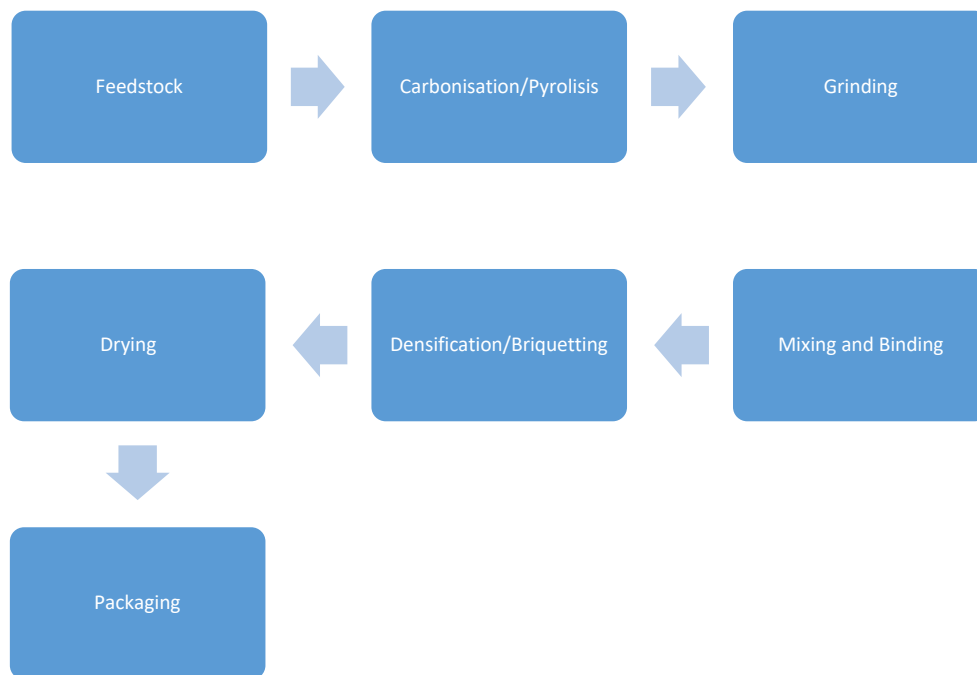 Feedstock
Carbonisation/Pyrolisis
Grinding
Mixing and Binding
Densification/Briquetting
Drying
Packaging